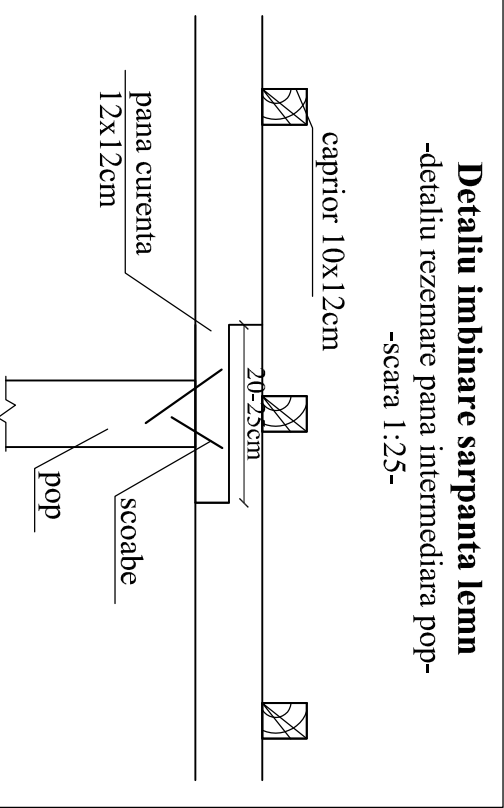 Detaliu imbinare sarpanta lemn
-detaliu rezemare pana intermediara pop-
-scara 1:25-
caprior 10x12cm
20-25cm
pana curenta
12x12cm
scoabe
pop